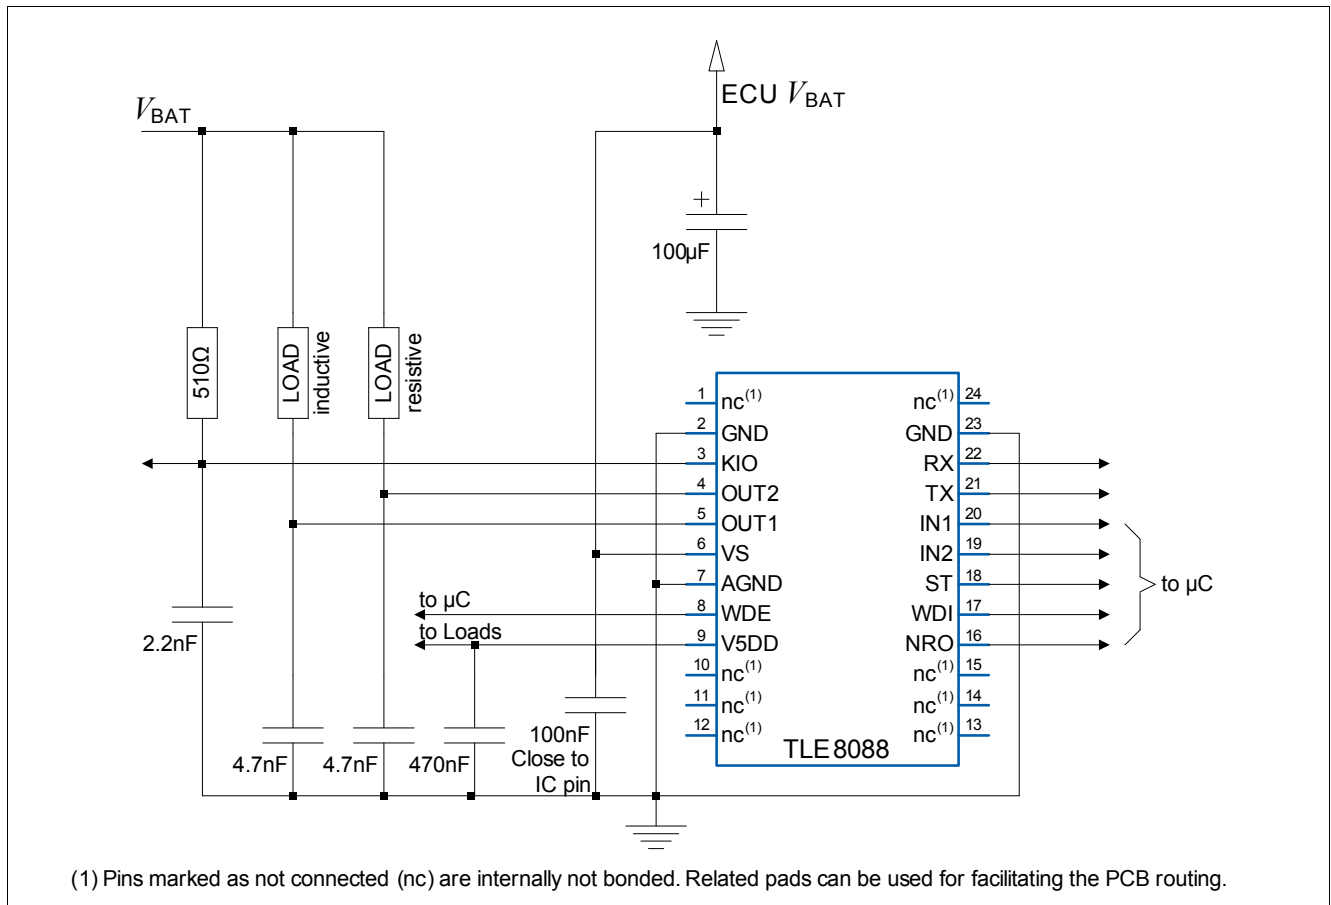 ECU VBAT
VBAT
+
100µF
510Ω
LOAD
inductive
LOAD
resistive
1 nc(1)
2 GND
3 KIO
4 OUT2
5 OUT1
6 VS
7 AGND
8 WDE
9 V5DD
10 nc(1)
11 nc(1)
12 nc(1)
nc(1) 24
GND 23
RX 22
TX 21
IN1 20
IN2 19
ST 18
WDI 17
NRO 16
nc(1) 15
nc(1) 14
nc(1) 13
TLE8088
to µC
to µC
to Loads
2.2nF
4.7nF
4.7nF
470nF
100nF
Close to
IC pin
(1) Pins marked as not connected (nc) are internally not bonded. Related pads can be used for facilitating the PCB routing.